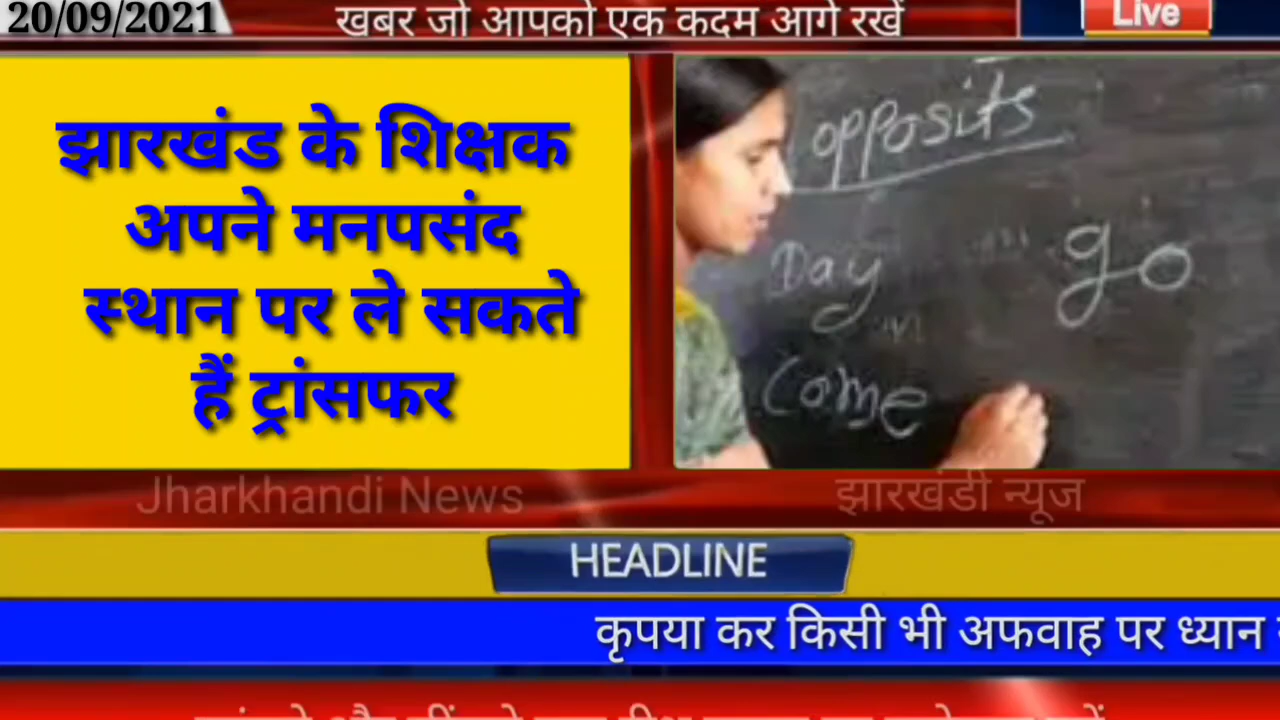 20/09/2021
खबर जो आपको एक कदम आगे रखें
Live
झारखंड के शिक्षक
अपने मनपसंद
स्थान पर ले सकते
हैं ट्रांसफर
opposits
Day
go
Come
Jharkhandi News
झारखंडी न्यूज
HEADLINE
कृपया कर किसी भी अफवाह पर ध्यान